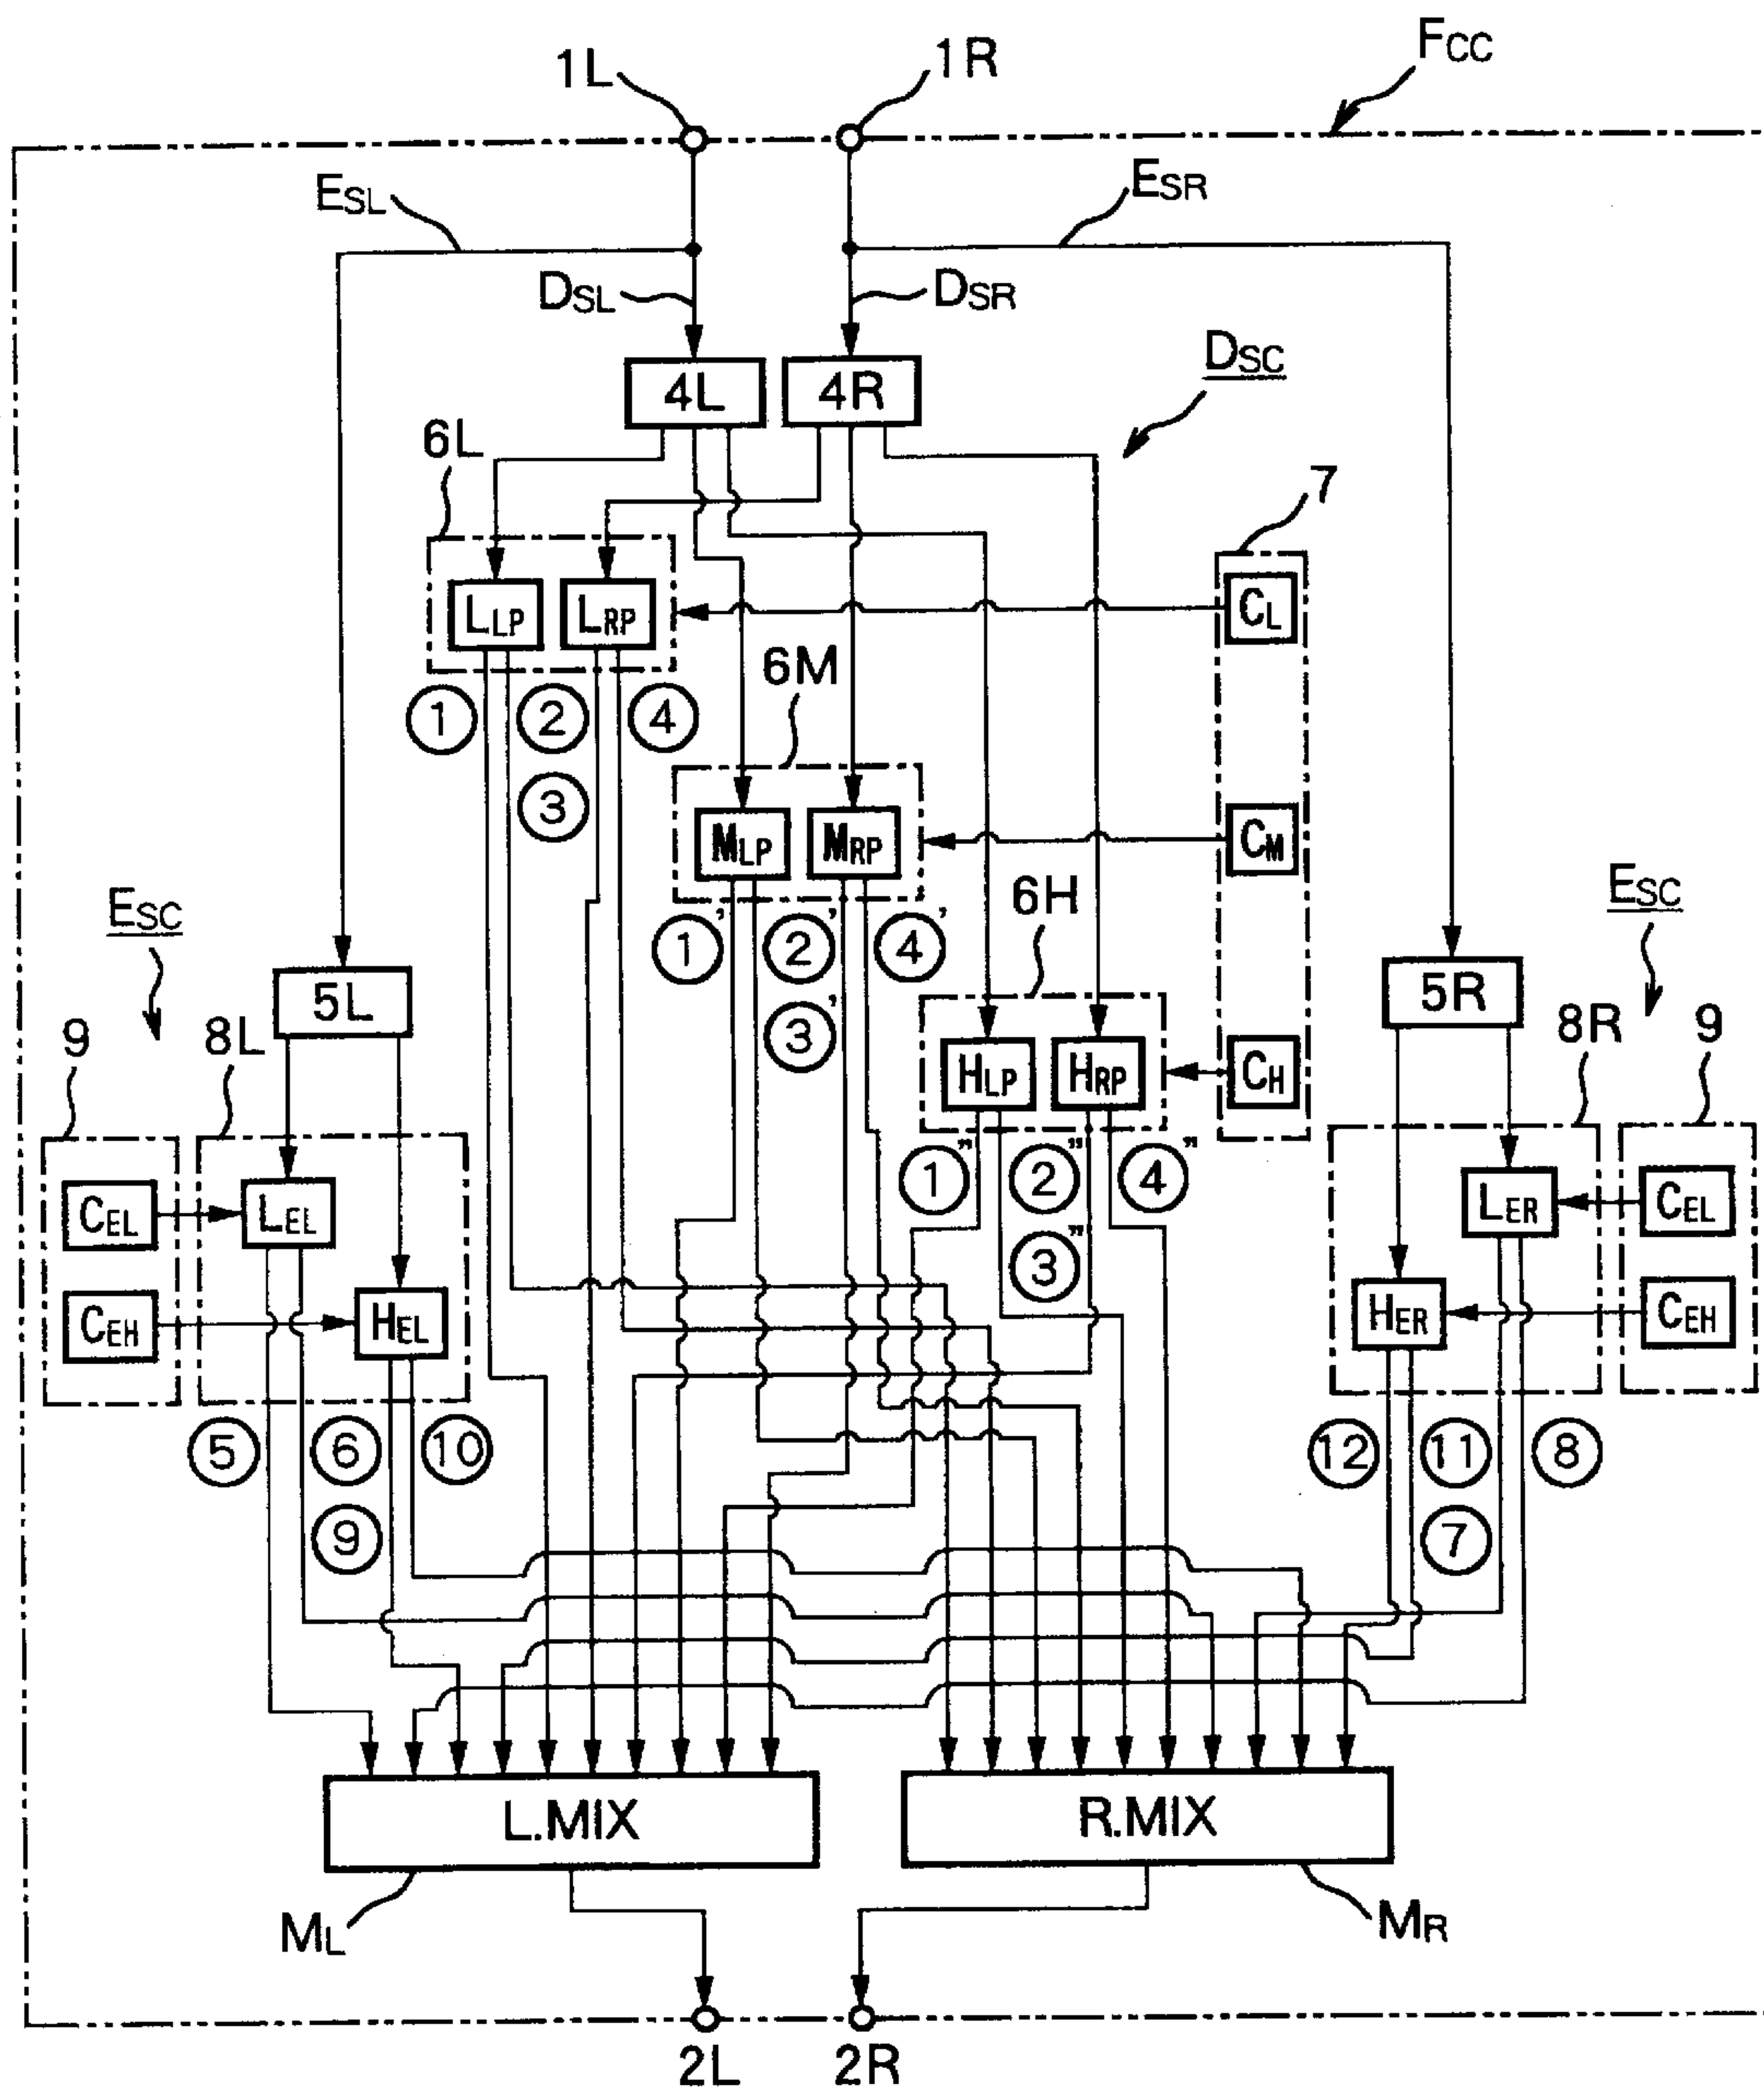 1L
1R
FCC
ESL
ESR
DSL
DSR
DSC
4L
4R
6L
7
LLP
LRP
CL
6M
① ② ④
③
MLP
MRP
CM
ESC
ESC
6H
①' ②' ④'
③'
5L
5R
9
8L
HLP
HRP
CH
8R
9
①" ②" ④"
③"
CEL
LEL
LER
CEL
CEH
HEL
HER
CEH
⑤ ⑥ ⑩
⑨
⑫ ⑪ ⑧
⑦
L.MIX
R.MIX
ML
MR
2L
2R